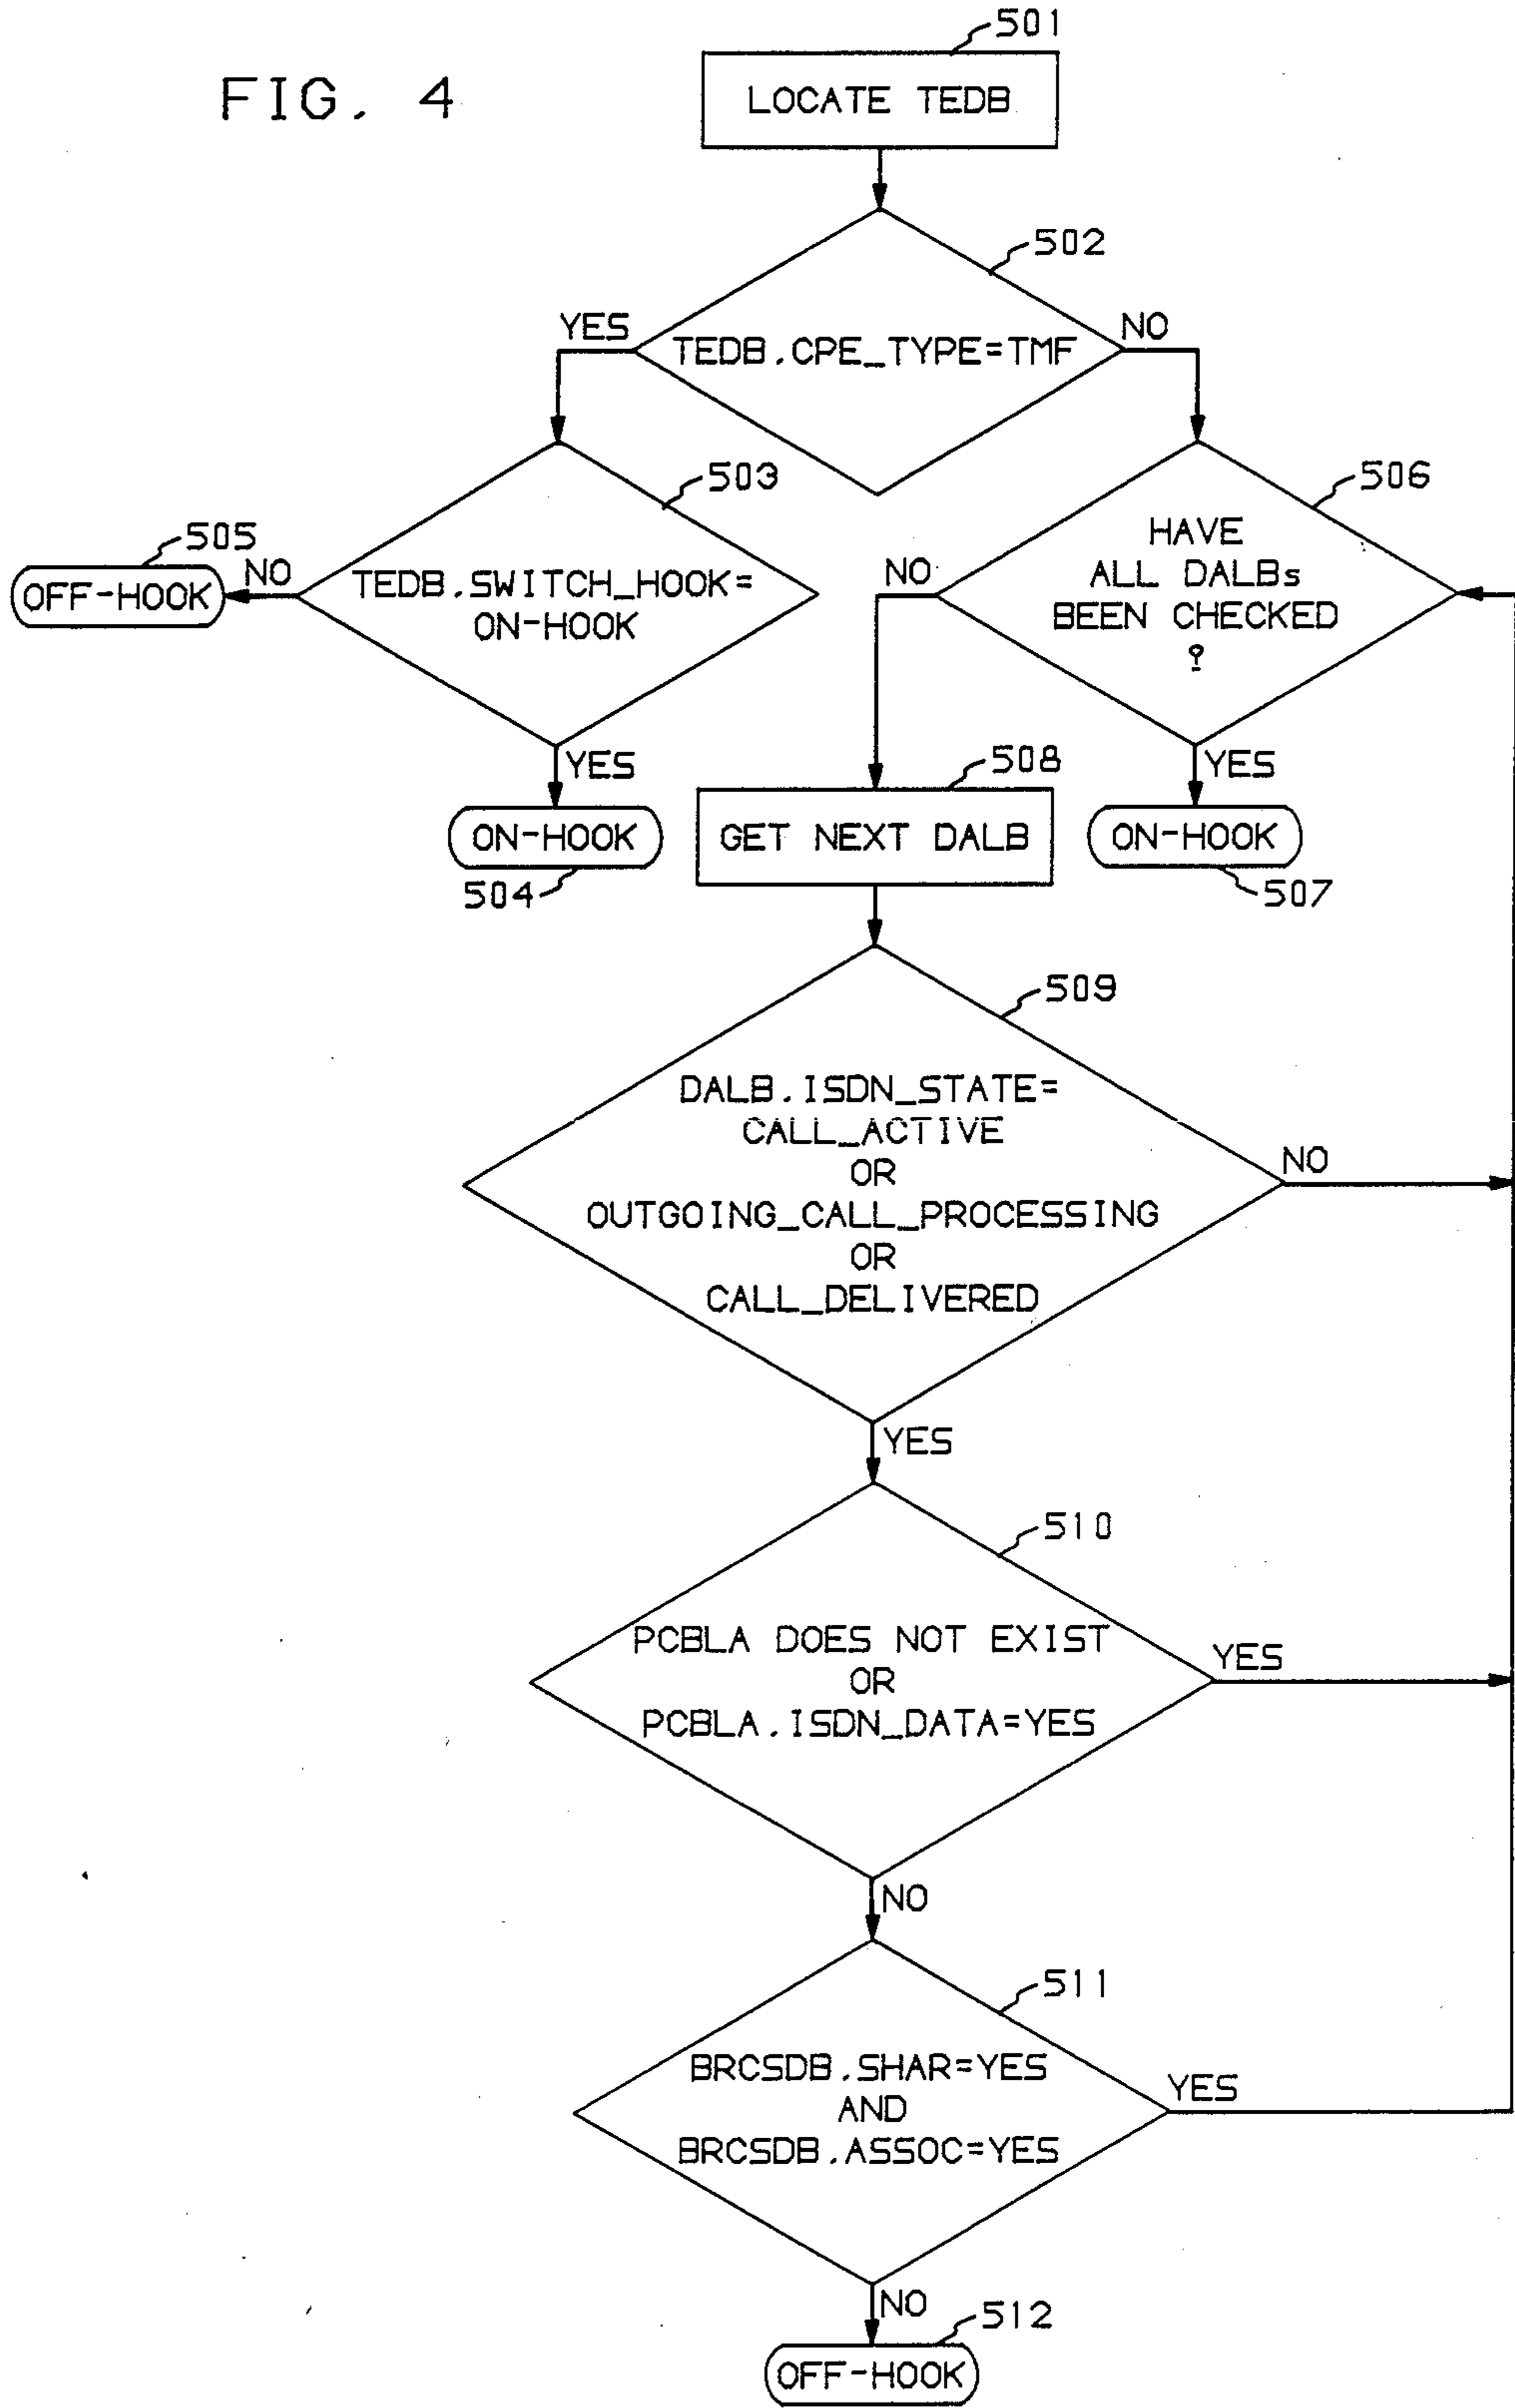 FIG. 4
501
LOCATE TEDB
502
TEDB.CPE_TYPE=TMF
YES
NO
503
TEDB.SWITCH_HOOK=
ON-HOOK
NO
505
OFF-HOOK
YES
ON-HOOK
504
506
HAVE
ALL DALBs
BEEN CHECKED
?
NO
YES
ON-HOOK
507
508
GET NEXT DALB
509
DALB.ISDN_STATE=
CALL_ACTIVE
OR
OUTGOING_CALL_PROCESSING
OR
CALL_DELIVERED
NO
YES
510
PCBLA DOES NOT EXIST
OR
PCBLA.ISDN_DATA=YES
YES
NO
511
BRCSDB.SHAR=YES
AND
BRCSDB.ASSOC=YES
YES
NO
512
OFF-HOOK